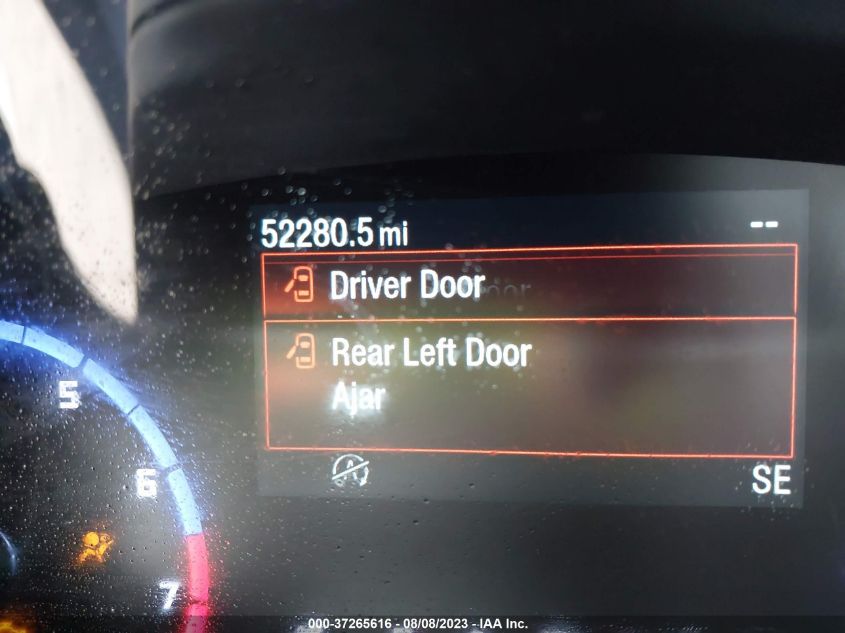 52280.5 mi --
Driver Door
Rear Left Door
Ajar
A
SE
5
6
7
000-37265616 - 08/08/2023 - IAA Inc.